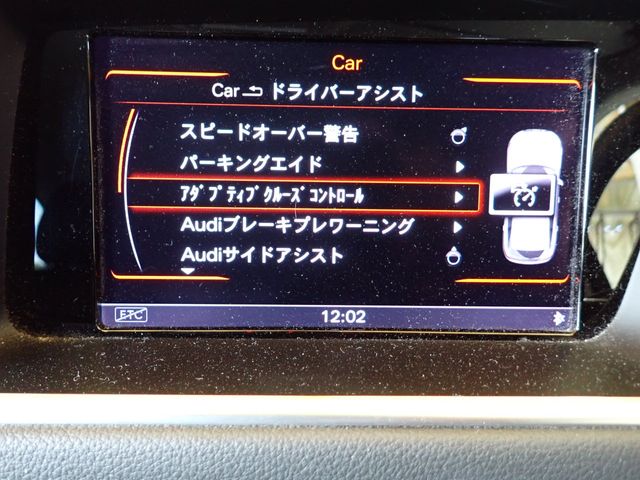 Car
Car ドライバーアシスト
スピードオーバー警告
パーキングエイド
ｱﾀﾞﾌﾟﾃｨﾌﾞｸﾙｰｽﾞｺﾝﾄﾛｰﾙ
Audiブレーキプレワーニング
Audiサイドアシスト
ETC
12:02